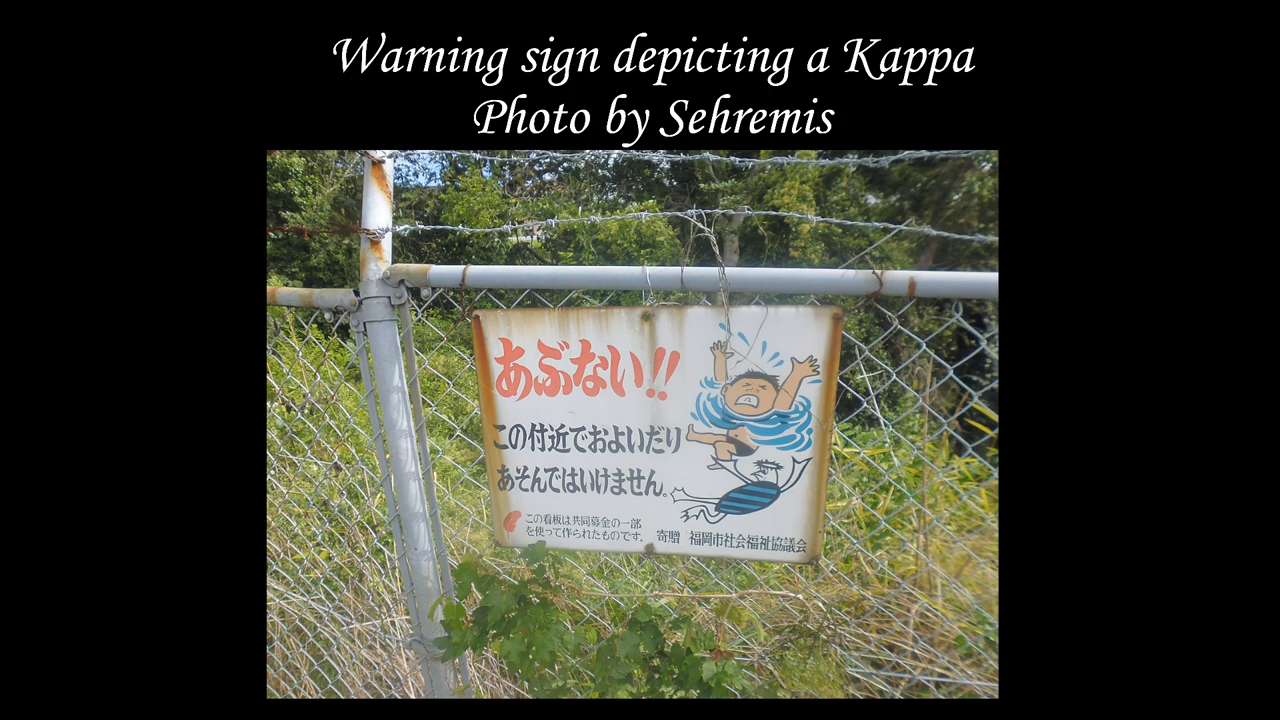 Warning sign depicting a Kappa
Photo by Sehremis
あぶない!!
この付近でおよいだり
あそんではいけません。
この看板は共同募金の一部
を使って作られたものです。
寄贈 福岡市社会福祉協議会